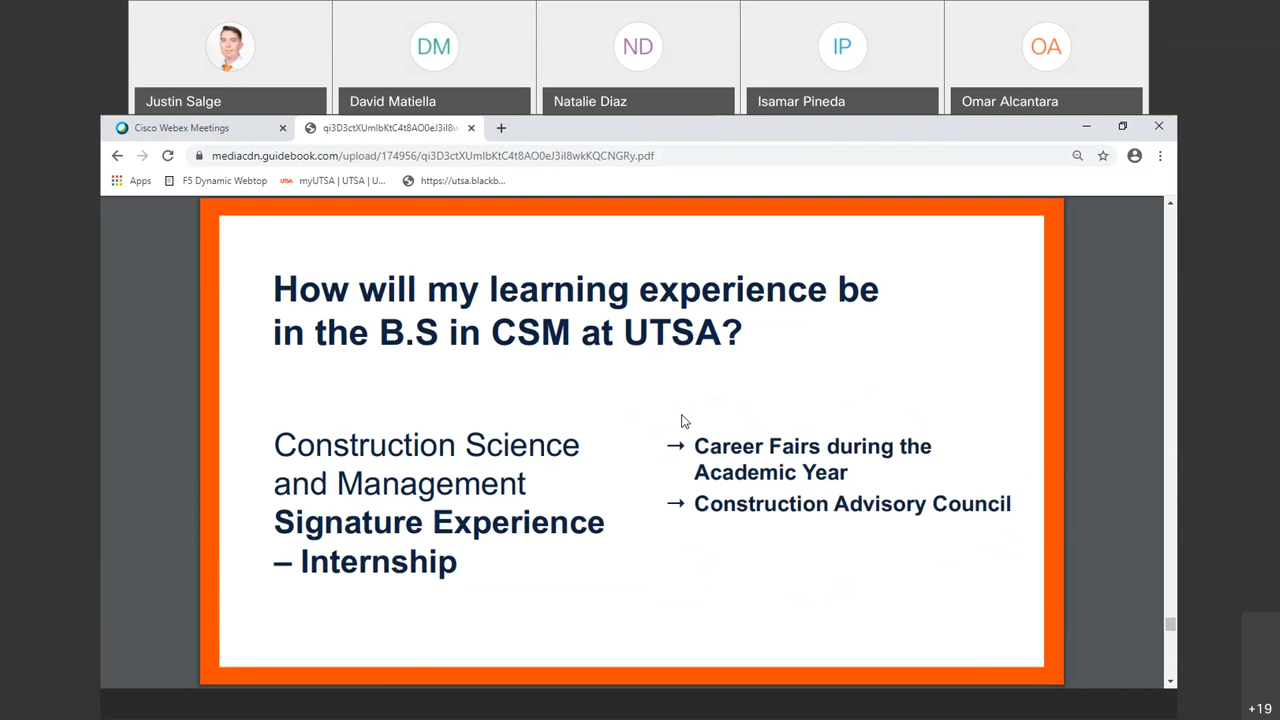 DM
ND
IP
OA
Justin Salge
David Matiella
Natalie Diaz
Isamar Pineda
Omar Alcantara
Cisco Webex Meetings
mediacdn.guidebook.com/upload/174956/qi3D3ctXUmIbKtC4t8AO0eJ3iI8wkKQCNGRy.pdf
Apps
F5 Dynamic Webtop
UTSA
myUTSA | UTSA | U...
https://utsa.blackb...
How will my learning experience be
in the B.S in CSM at UTSA?
Construction Science
and Management
Signature Experience
– Internship
→ Career Fairs during the
Academic Year
→ Construction Advisory Council
+19